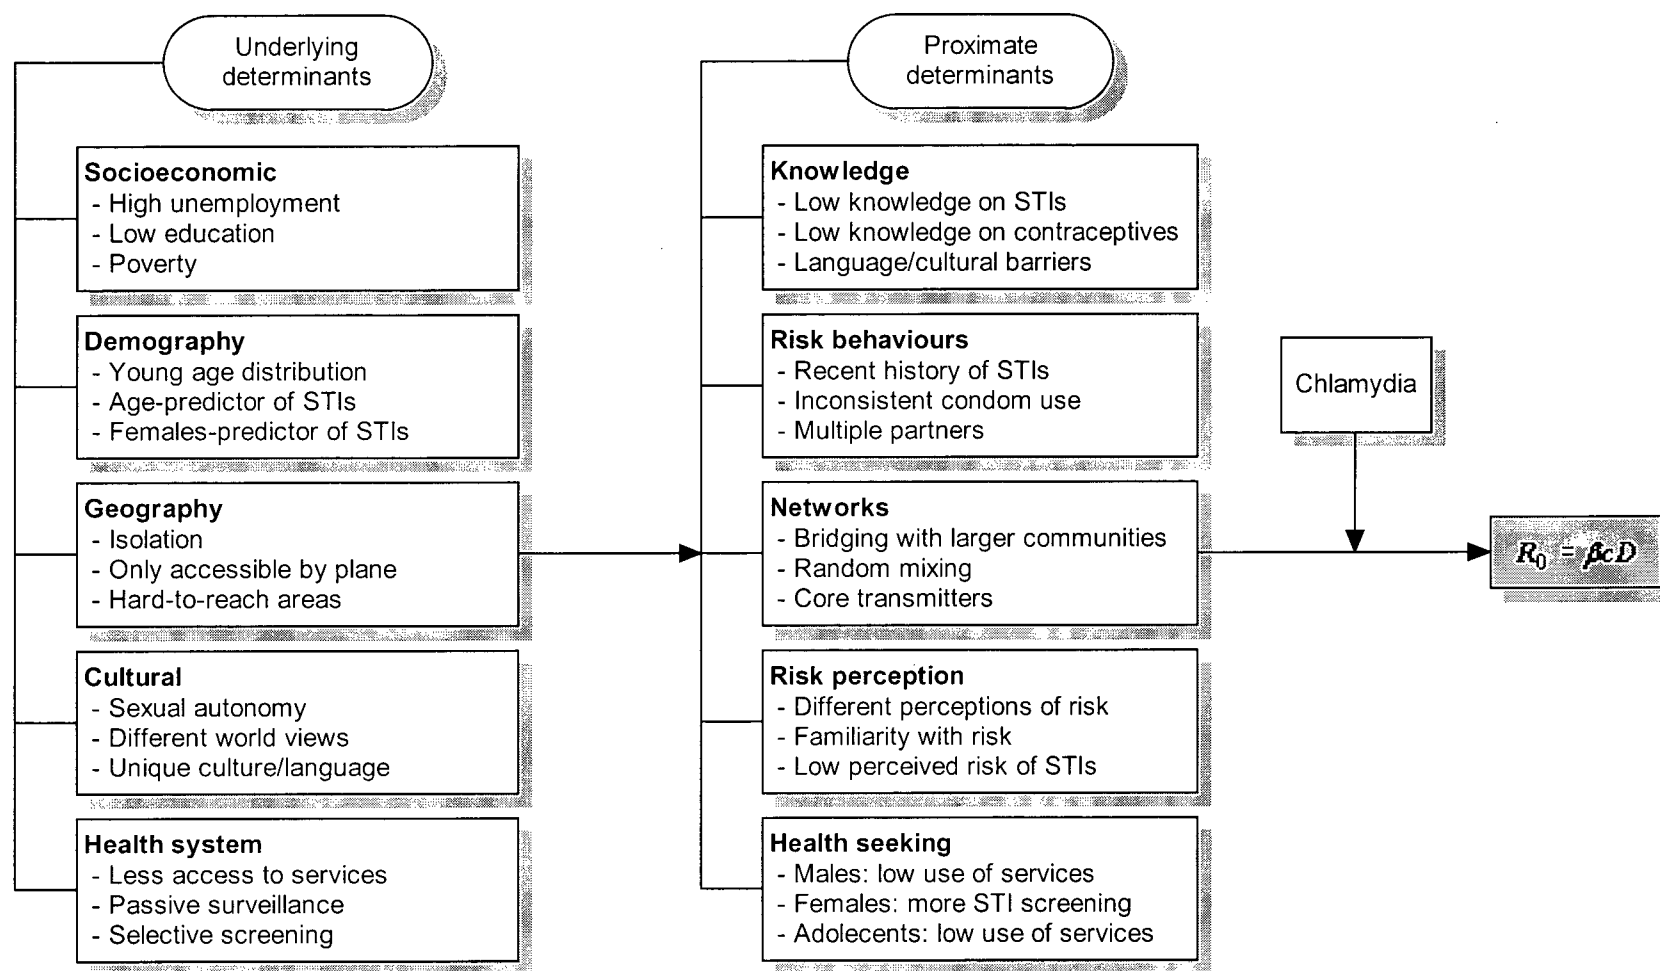 Underlying
determinants
Socioeconomic
- High unemployment
- Low education
- Poverty
Demography
- Young age distribution
- Age-predictor of STIs
- Females-predictor of STIs
Geography
- Isolation
- Only accessible by plane
- Hard-to-reach areas
Cultural
- Sexual autonomy
- Different world views
- Unique culture/language
Health system
- Less access to services
- Passive surveillance
- Selective screening
Proximate
determinants
Knowledge
- Low knowledge on STIs
- Low knowledge on contraceptives
- Language/cultural barriers
Risk behaviours
- Recent history of STIs
- Inconsistent condom use
- Multiple partners
Networks
- Bridging with larger communities
- Random mixing
- Core transmitters
Risk perception
- Different perceptions of risk
- Familiarity with risk
- Low perceived risk of STIs
Health seeking
- Males: low use of services
- Females: more STI screening
- Adolecents: low use of services
Chlamydia
R₀ = βcD